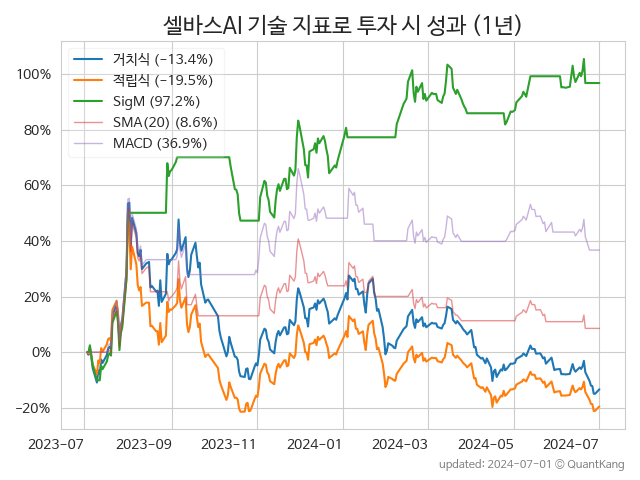 셀바스AI 기술 지표로 투자 시 성과 (1년)
거치식 (−13.4%)
적립식 (−19.5%)
SigM (97.2%)
SMA(20) (8.6%)
MACD (36.9%)
100%
80%
60%
40%
20%
0%
−20%
2023-07
2023-09
2023-11
2024-01
2024-03
2024-05
2024-07
updated: 2024-07-01 © QuantKang